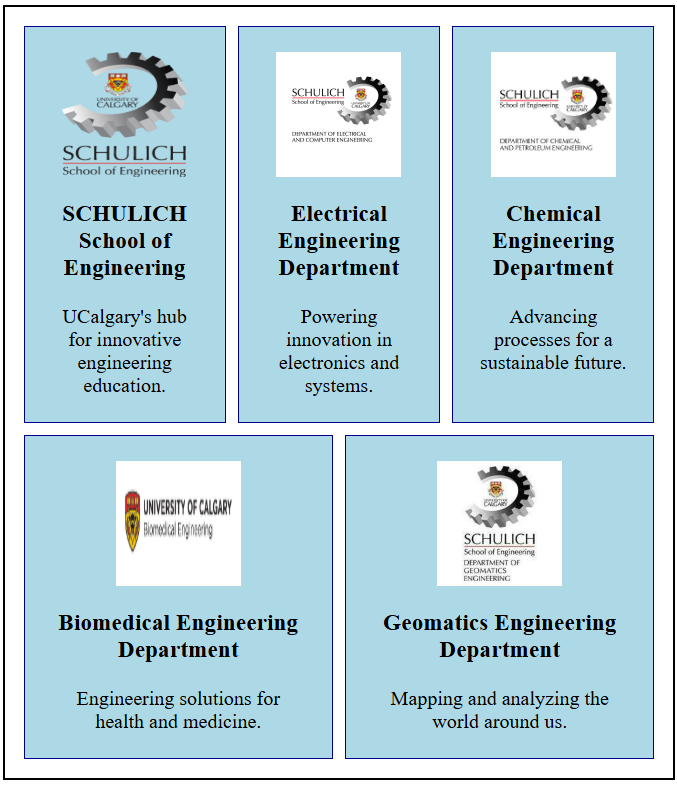 UNIVERSITY OF
CALGARY
SCHULICH
School of Engineering
SCHULICH
School of
Engineering
UCalgary's hub
for innovative
engineering
education.
SCHULICH
School of Engineering
UNIVERSITY OF
CALGARY
DEPARTMENT OF ELECTRICAL
AND COMPUTER ENGINEERING
Electrical
Engineering
Department
Powering
innovation in
electronics and
systems.
SCHULICH
School of Engineering
UNIVERSITY OF
CALGARY
DEPARTMENT OF CHEMICAL
AND PETROLEUM ENGINEERING
Chemical
Engineering
Department
Advancing
processes for a
sustainable future.
UNIVERSITY OF CALGARY
Biomedical Engineering
Biomedical Engineering
Department
Engineering solutions for
health and medicine.
UNIVERSITY OF
CALGARY
SCHULICH
School of Engineering
DEPARTMENT OF
GEOMATICS
ENGINEERING
Geomatics Engineering
Department
Mapping and analyzing the
world around us.